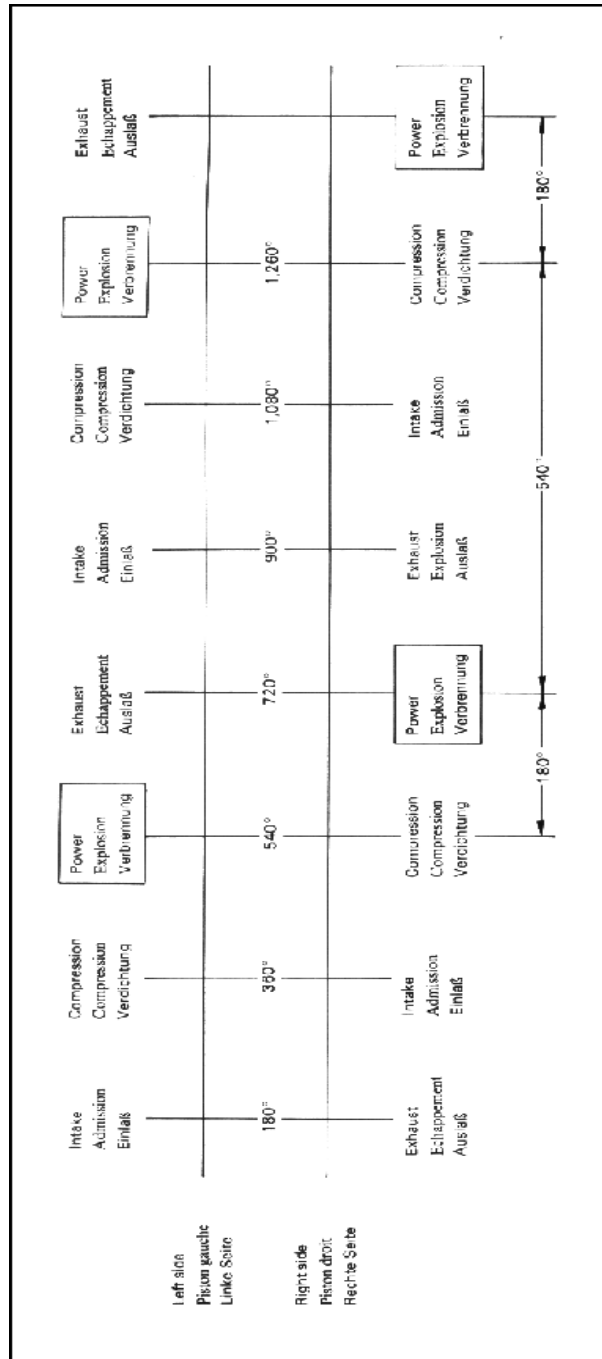 Left side
Piston gauche
Linke Seite
Intake
Admission
Einlaß
Compression
Compression
Verdichtung
Power
Explosion
Verbrennung
Exhaust
Echappement
Auslaß
Intake
Admission
Einlaß
Compression
Compression
Verdichtung
Power
Explosion
Verbrennung
Exhaust
Echappement
Auslaß
180°
360°
540°
720°
900°
1,080°
1,260°
Right side
Piston droit
Rechte Seite
Exhaust
Echappement
Auslaß
Intake
Admission
Einlaß
Compression
Compression
Verdichtung
Power
Explosion
Verbrennung
Exhaust
Explosion
Auslaß
Intake
Admission
Einlaß
Compression
Compression
Verdichtung
Power
Explosion
Verbrennung
180°
540°
180°